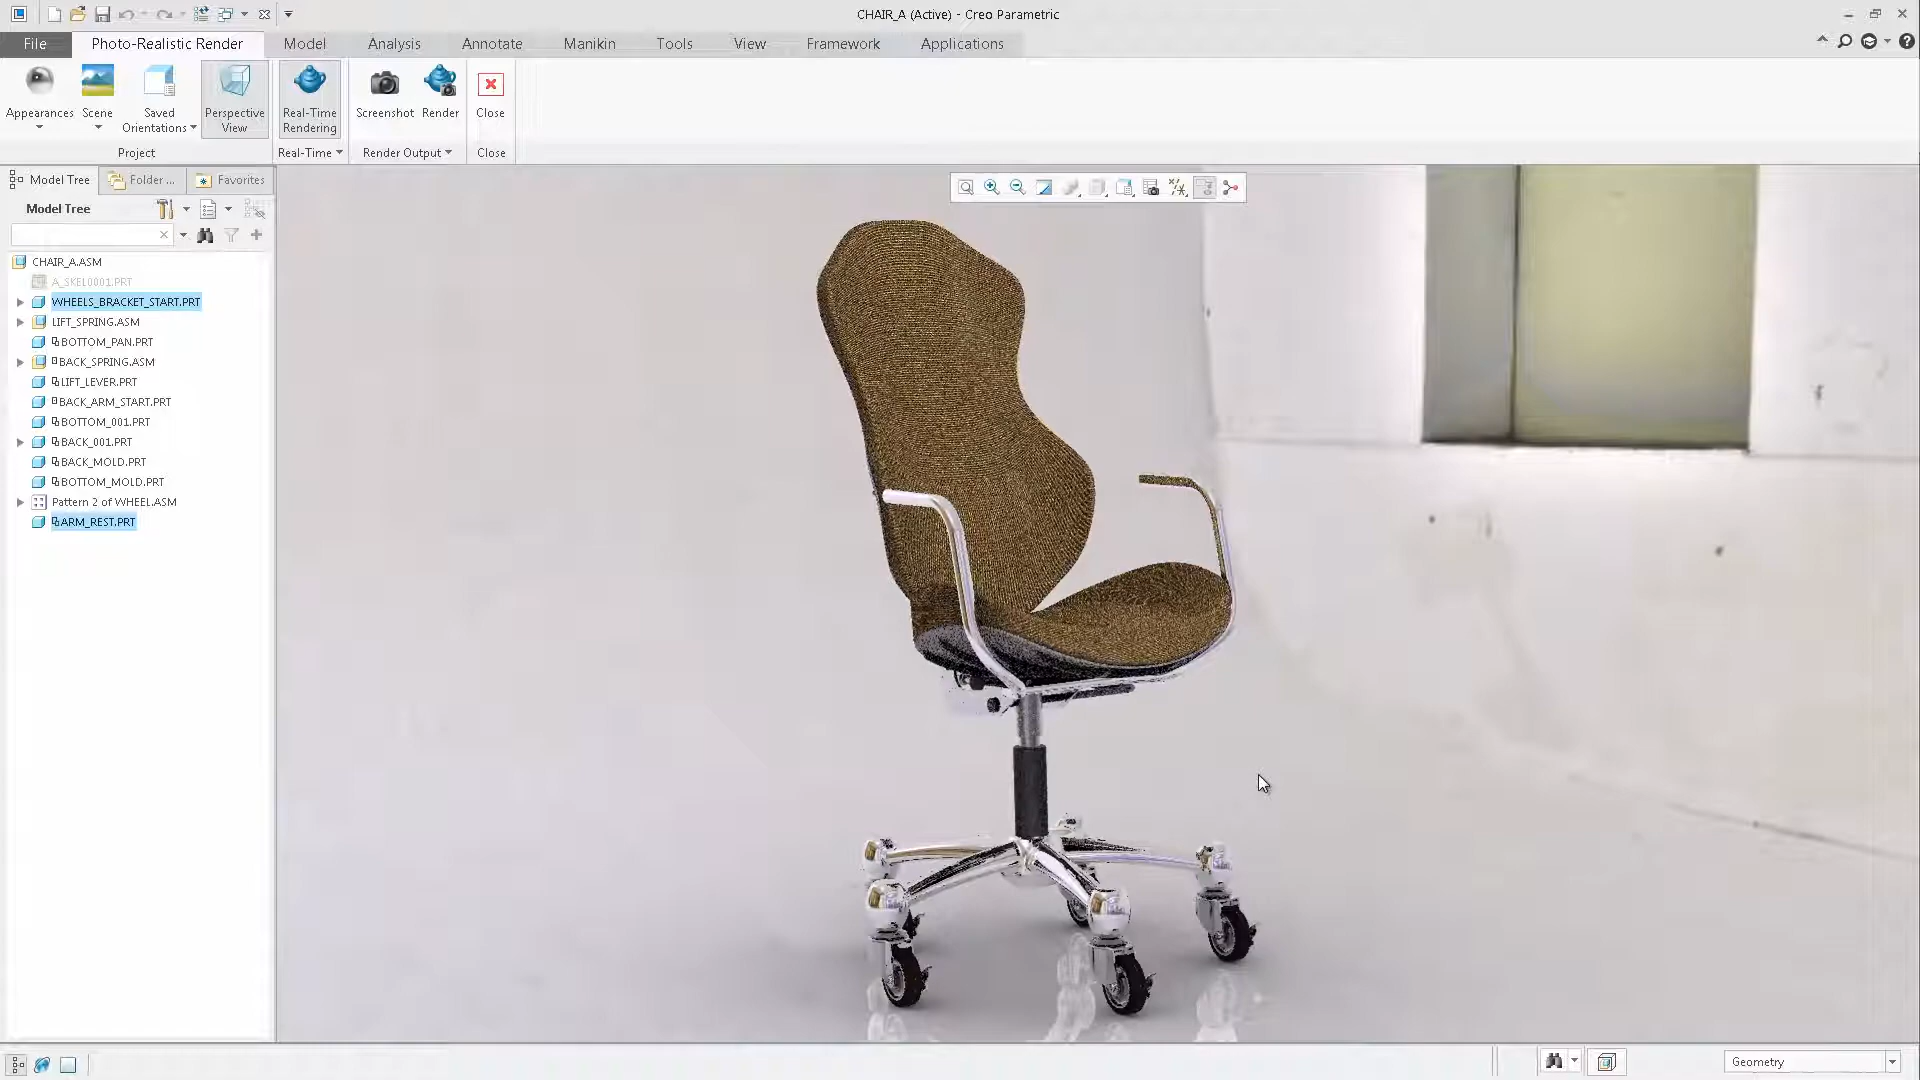 CHAIR_A (Active) - Creo Parametric
File
Photo-Realistic Render
Model
Analysis
Annotate
Manikin
Tools
View
Framework
Applications
Appearances
Scene
Saved
Orientations
Perspective
View
Real-Time
Rendering
Screenshot
Render
Close
Project
Real-Time
Render Output
Close
Model Tree
Folder ...
Favorites
Model Tree
CHAIR_A.ASM
A_SKEL0001.PRT
WHEELS_BRACKET_START.PRT
LIFT_SPRING.ASM
BOTTOM_PAN.PRT
BACK_SPRING.ASM
LIFT_LEVER.PRT
BACK_ARM_START.PRT
BOTTOM_001.PRT
BACK_001.PRT
BACK_MOLD.PRT
BOTTOM_MOLD.PRT
Pattern 2 of WHEEL.ASM
ARM_REST.PRT
Geometry